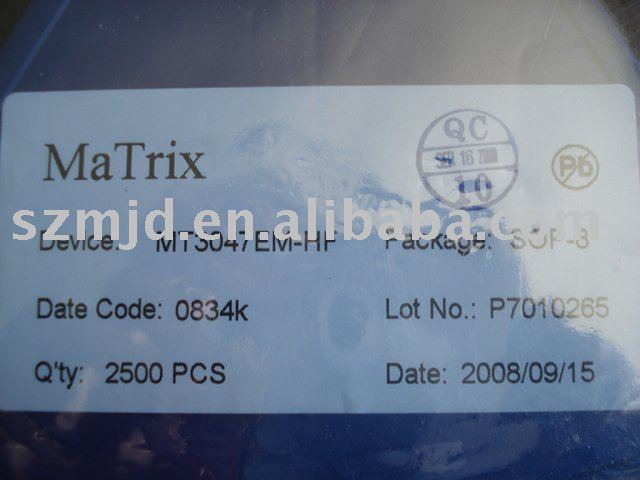 MaTrix
QC
SEP 16 2008
10
Pb
szmjd.en.alibaba.com
Device: MT3047EM-HF Package: SOP-8
Date Code: 0834k Lot No.: P7010265
Q'ty: 2500 PCS Date: 2008/09/15